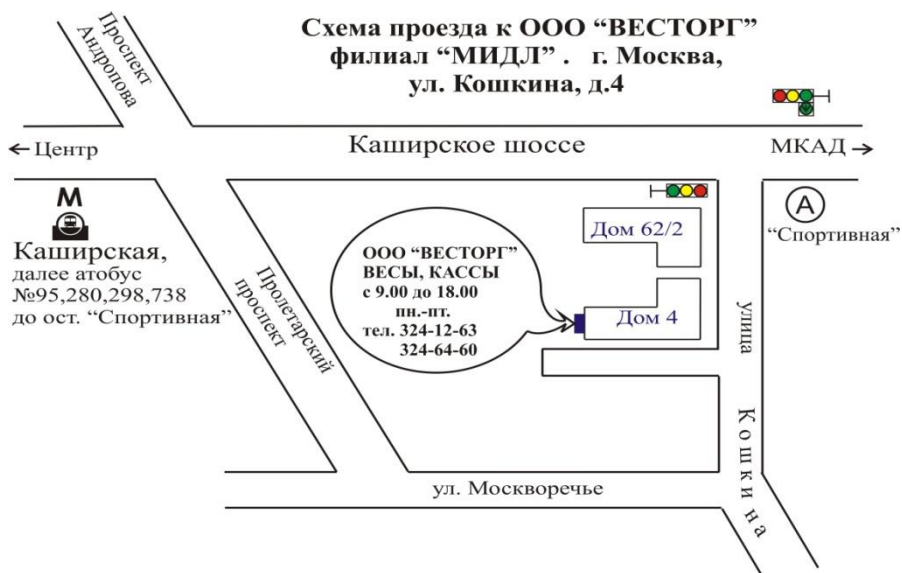 Схема проезда к ООО “ВЕСТОРГ”
филиал “МИДЛ” . г. Москва,
ул. Кошкина, д.4
Проспект
Андропова
← Центр
Каширское шоссе
МКАД →
М
Каширская,
далее атобус
№95,280,298,738
до ост. “Спортивная”
А
“Спортивная”
Дом 62/2
ООО “ВЕСТОРГ”
ВЕСЫ, КАССЫ
с 9.00 до 18.00
пн.-пт.
тел. 324-12-63
324-64-60
Дом 4
Пролетарский
проспект
улица Кошкина
ул. Москворечье